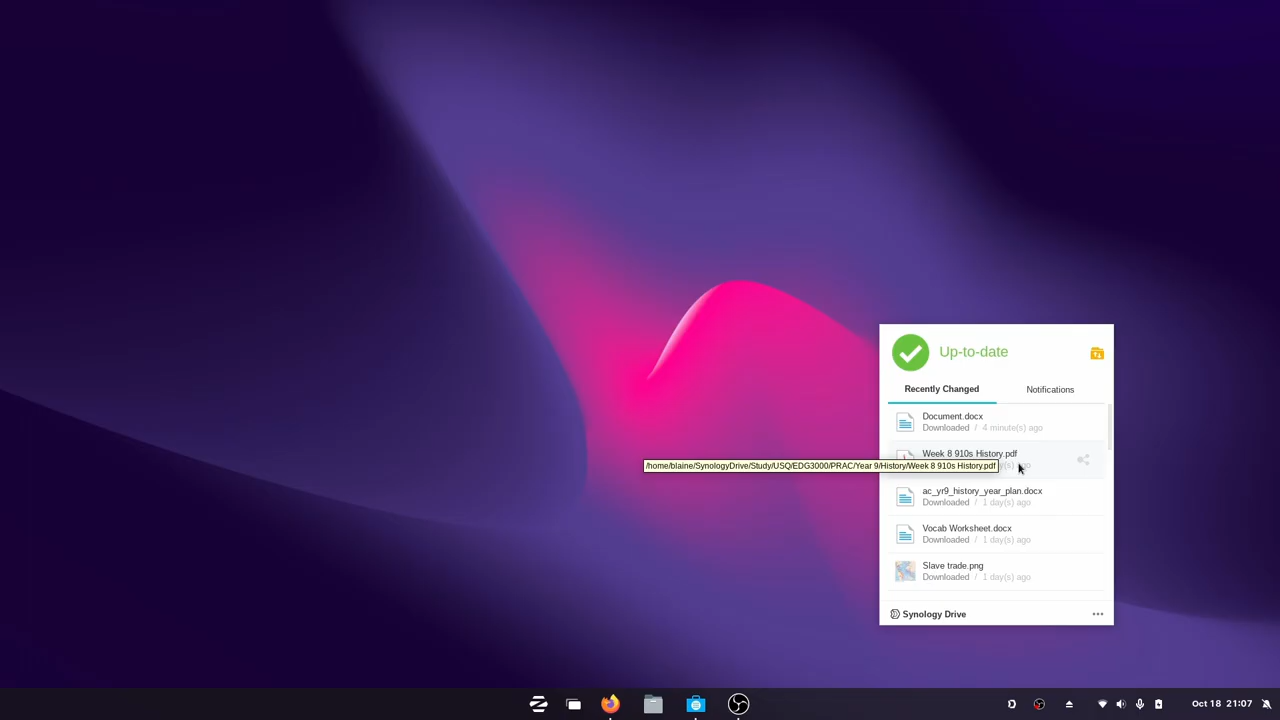 Up-to-date
Recently Changed
Notifications
Document.docx
Downloaded / 4 minute(s) ago
Week 8 910s History.pdf
/home/blaine/SynologyDrive/Study/USQ/EDG3000/PRAC/Year 9/History/Week 8 910s History.pdf
ac_yr9_history_year_plan.docx
Downloaded / 1 day(s) ago
Vocab Worksheet.docx
Downloaded / 1 day(s) ago
Slave trade.png
Downloaded / 1 day(s) ago
Synology Drive
Oct 18 21:07